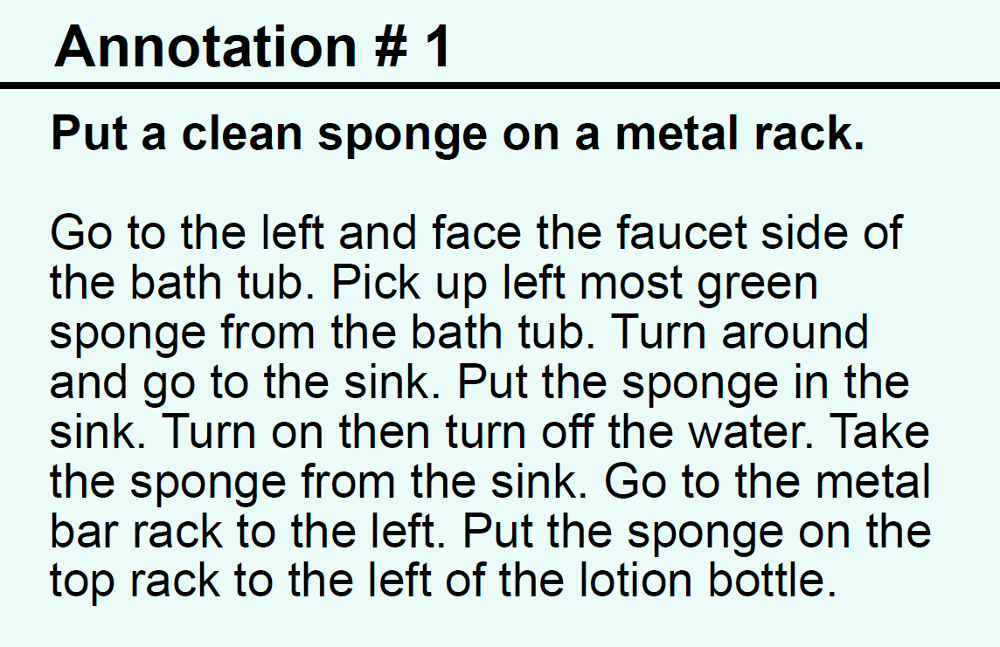 Annotation # 1
Put a clean sponge on a metal rack.
Go to the left and face the faucet side of
the bath tub. Pick up left most green
sponge from the bath tub. Turn around
and go to the sink. Put the sponge in the
sink. Turn on then turn off the water. Take
the sponge from the sink. Go to the metal
bar rack to the left. Put the sponge on the
top rack to the left of the lotion bottle.